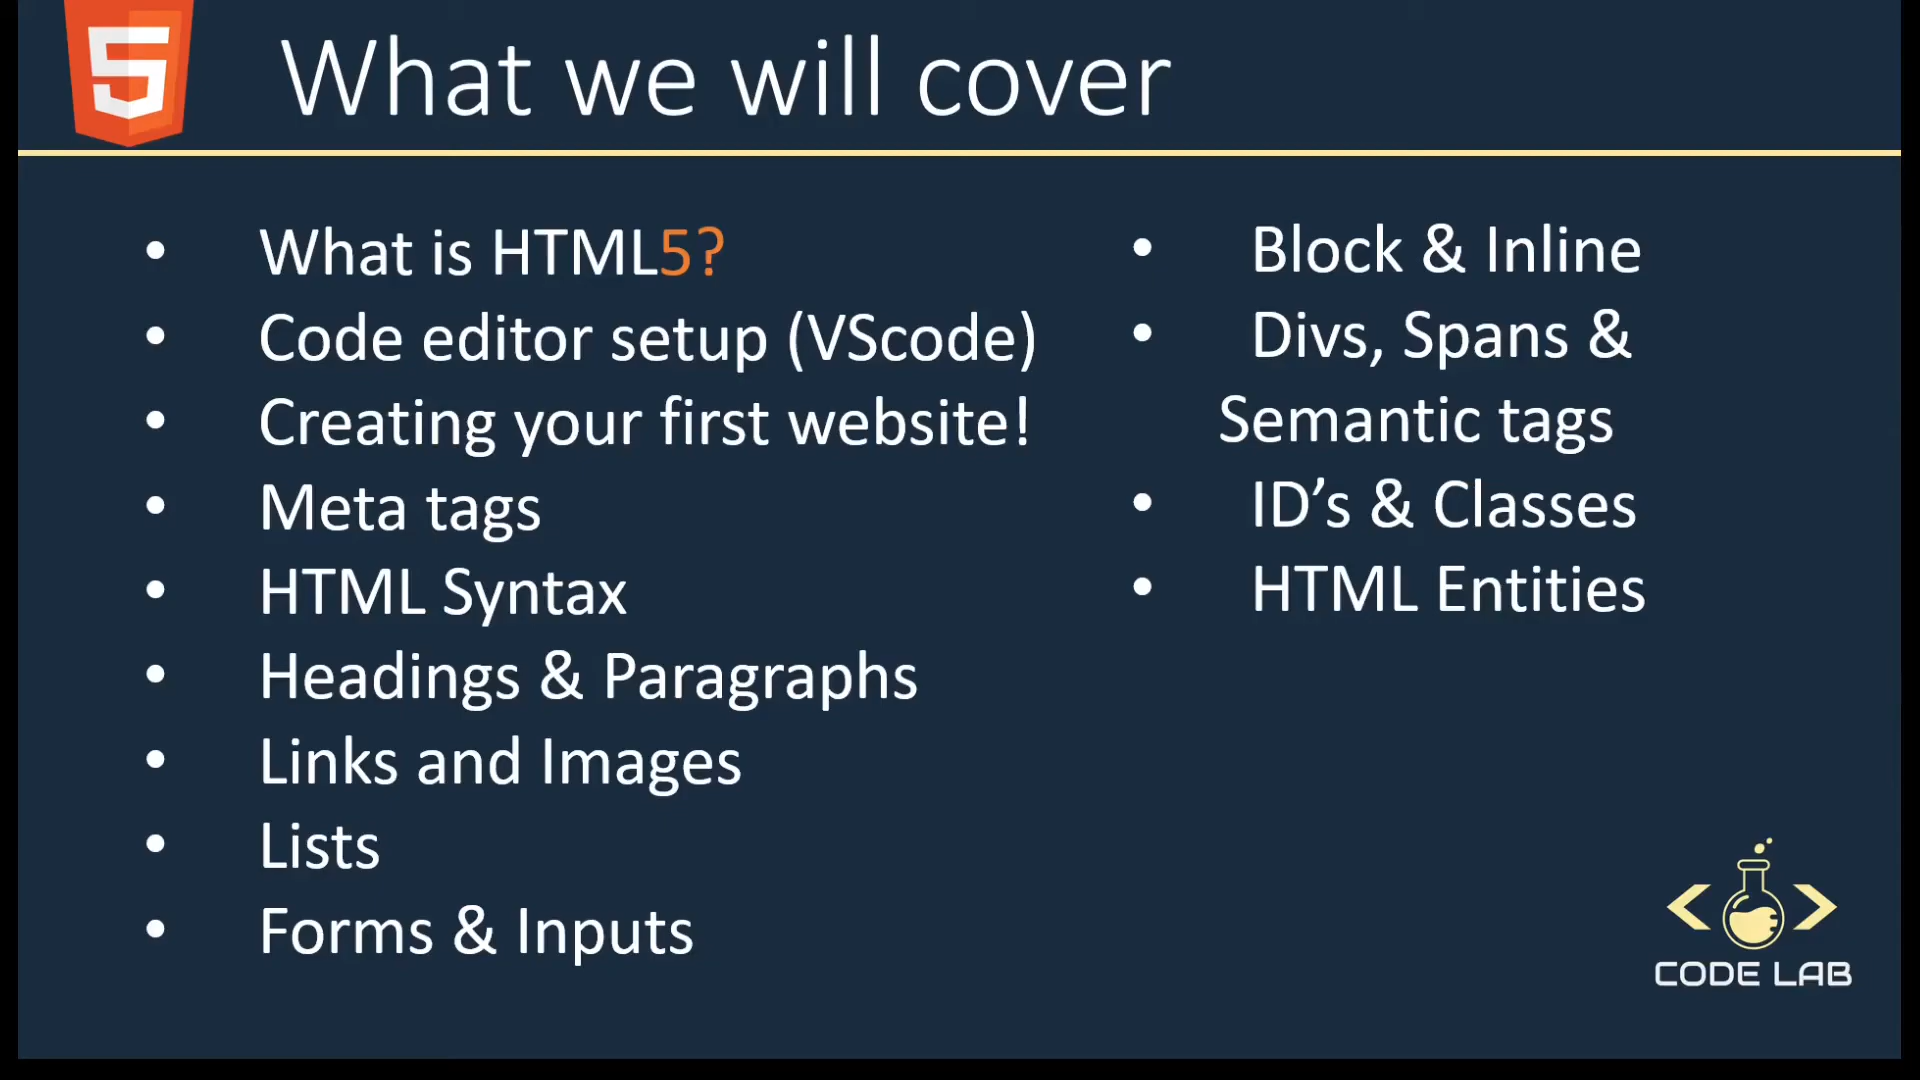 5
What we will cover
• What is HTML5?
• Code editor setup (VScode)
• Creating your first website!
• Meta tags
• HTML Syntax
• Headings & Paragraphs
• Links and Images
• Lists
• Forms & Inputs
• Block & Inline
• Divs, Spans &
Semantic tags
• ID’s & Classes
• HTML Entities
CODE LAB